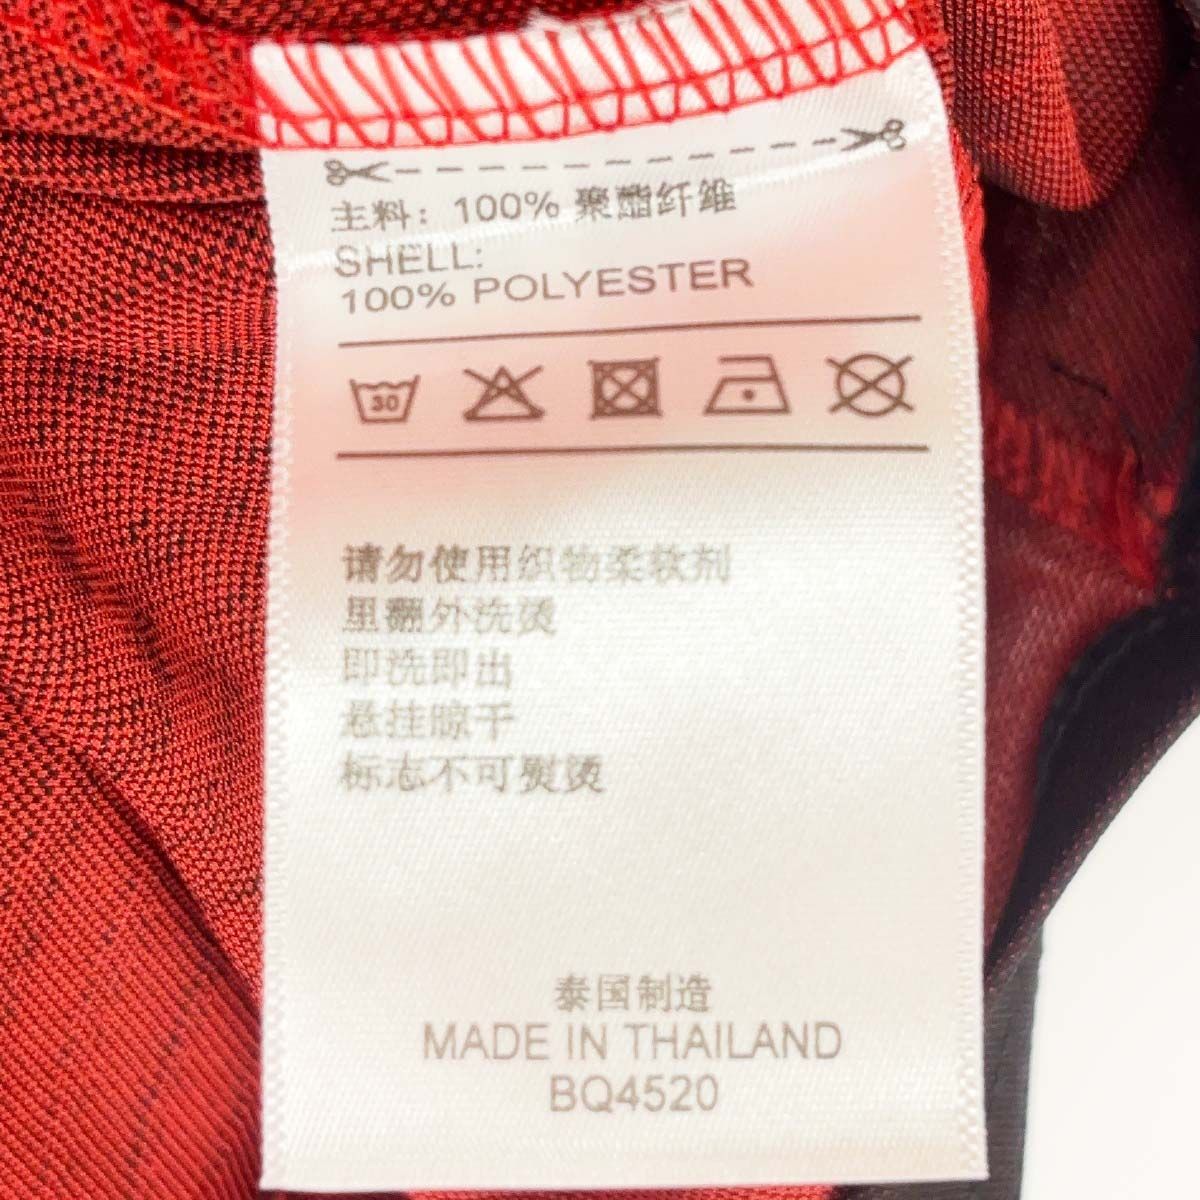 主料: 100% 聚酯纤维
SHELL:
100% POLYESTER
30
请勿使用织物柔软剂
里翻外洗烫
即洗即出
悬挂晾干
标志不可熨烫
泰国制造
MADE IN THAILAND
BQ4520